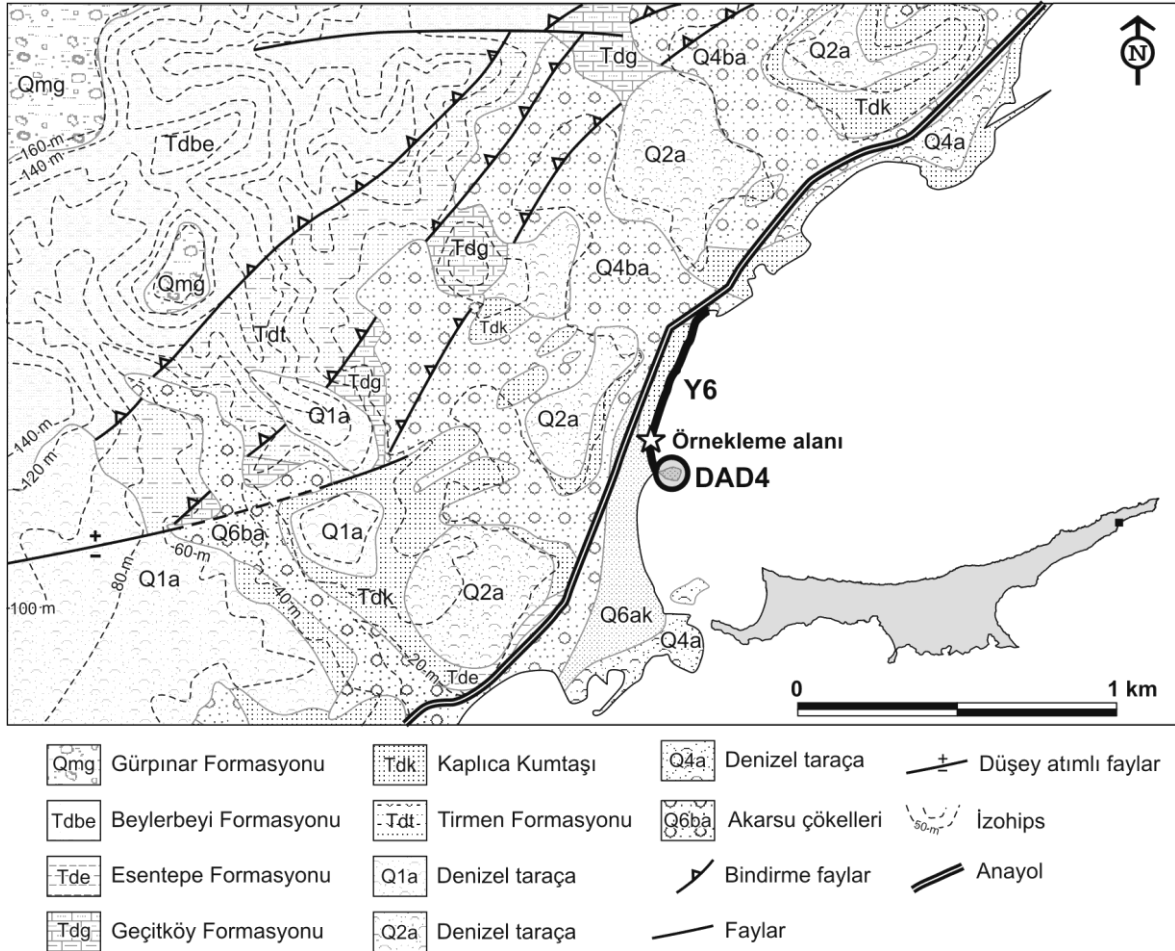 Qmg
Tdbe
160 m
140 m
Qmg
Tdg
Q4ba
Q2a
Tdk
Q4a
N
Q2a
Tdg
Q4ba
Tdk
Tdt
Tdg
Q1a
Q2a
Y6
Örnekleme alanı
DAD4
140 m
120 m
Q6ba
Q1a
+
−
60 m
80 m
100 m
Q1a
40 m
Tdk
Q2a
20 m
Tde
Q6ak
Q4a
0 1 km
Qmg Gürpınar Formasyonu
Tdbe Beylerbeyi Formasyonu
Tde Esentepe Formasyonu
Tdg Geçitköy Formasyonu
Tdk Kaplıca Kumtaşı
Tdt Tirmen Formasyonu
Q1a Denizel taraça
Q2a Denizel taraça
Q4a Denizel taraça
Q6ba Akarsu çökelleri
Bindirme faylar
Faylar
± Düşey atımlı faylar
50 m İzohips
Anayol